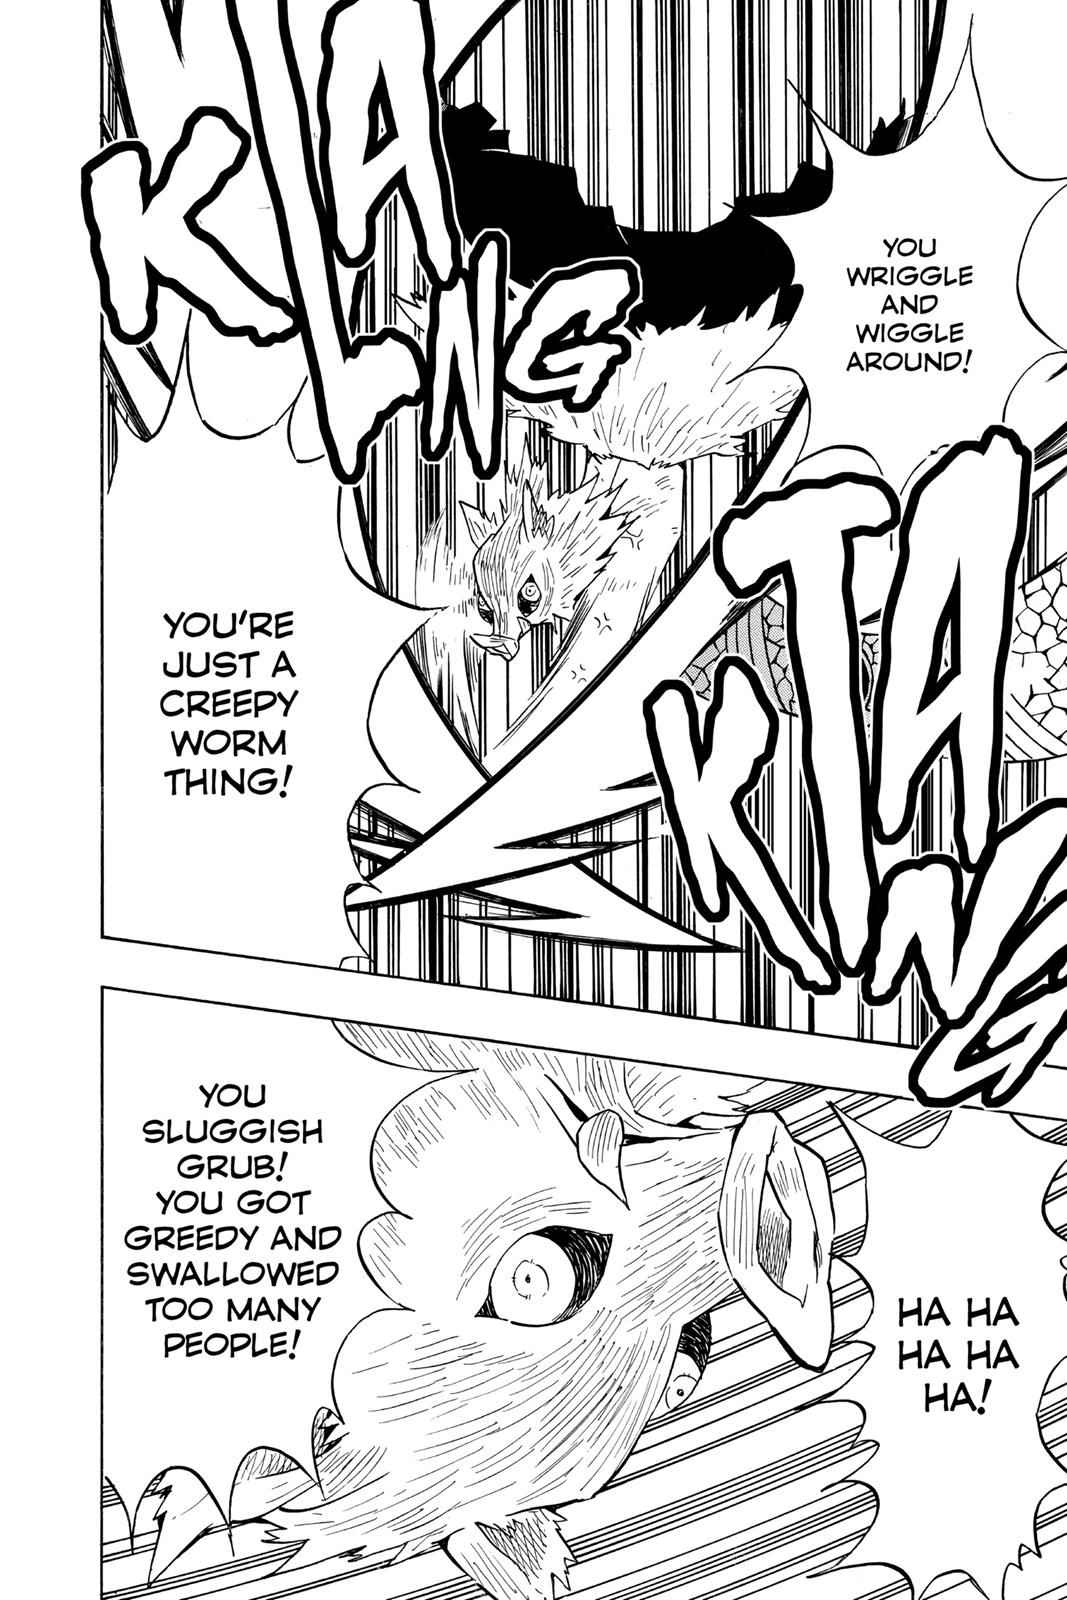 YOU
WRIGGLE
AND
WIGGLE
AROUND!
KLANG
KLANG
YOU'RE
JUST A
CREEPY
WORM
THING!
KTANG
HA HA
HA HA
HA!
YOU
SLUGGISH
GRUB!
YOU GOT
GREEDY AND
SWALLOWED
TOO MANY
PEOPLE!